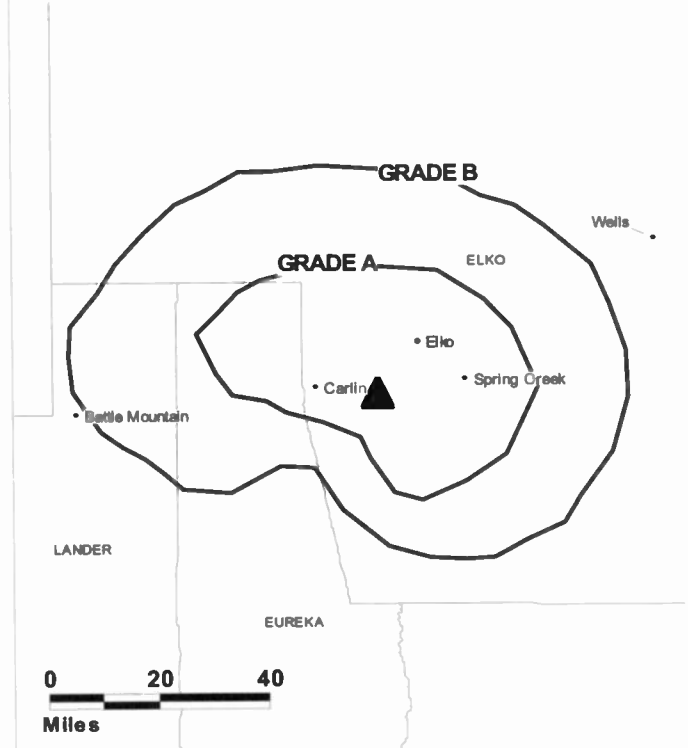 GRADE B
Wells
GRADE A
ELKO
Elko
Spring Creek
Carlin
Battle Mountain
LANDER
EUREKA
0 20 40
Miles